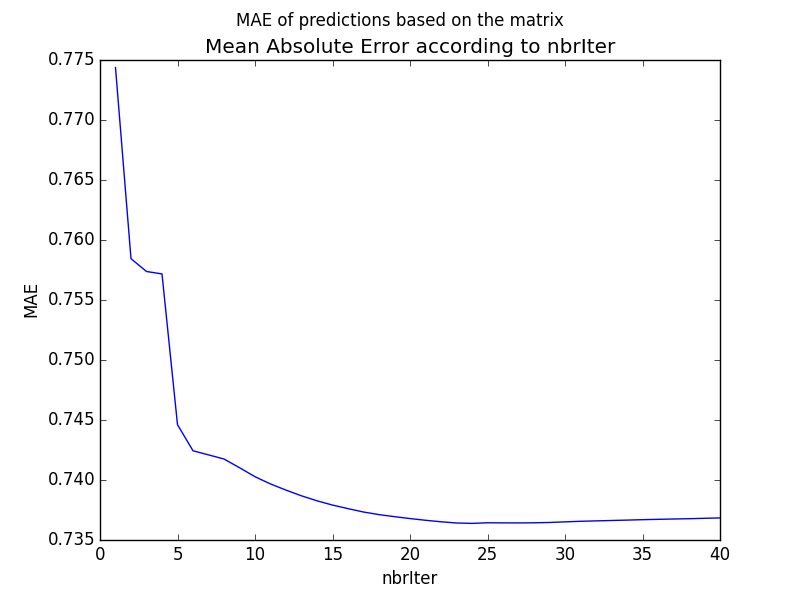 MAE of predictions based on the matrix
Mean Absolute Error according to nbrIter
0.775
0.770
0.765
0.760
0.755
0.750
0.745
0.740
0.735
MAE
0 5 10 15 20 25 30 35 40
nbrIter